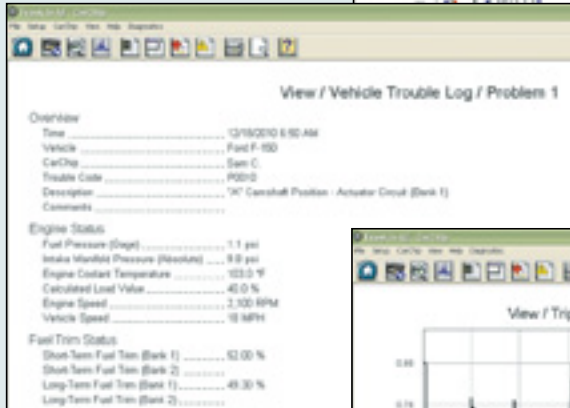 View / Vehicle Trouble Log / Problem 1
Overview
Time 12/18/2010 6:50 AM
Vehicle Ford F-150
CarChip Sam C.
Trouble Code P0010
Description "A" Camshaft Position - Actuator Circuit (Bank 1)
Comments
Engine Status
Fuel Pressure (Gage) 1.1 psi
Intake Manifold Pressure (Absolute) 9.0 psi
Engine Coolant Temperature 103.0 °F
Calculated Load Value 40.0 %
Engine Speed 2,100 RPM
Vehicle Speed 18 MPH
Fuel Trim Status
Short-Term Fuel Trim (Bank 1) 52.00 %
Short-Term Fuel Trim (Bank 2)
Long-Term Fuel Trim (Bank 1) 49.30 %
Long-Term Fuel Trim (Bank 2)
View / Trip